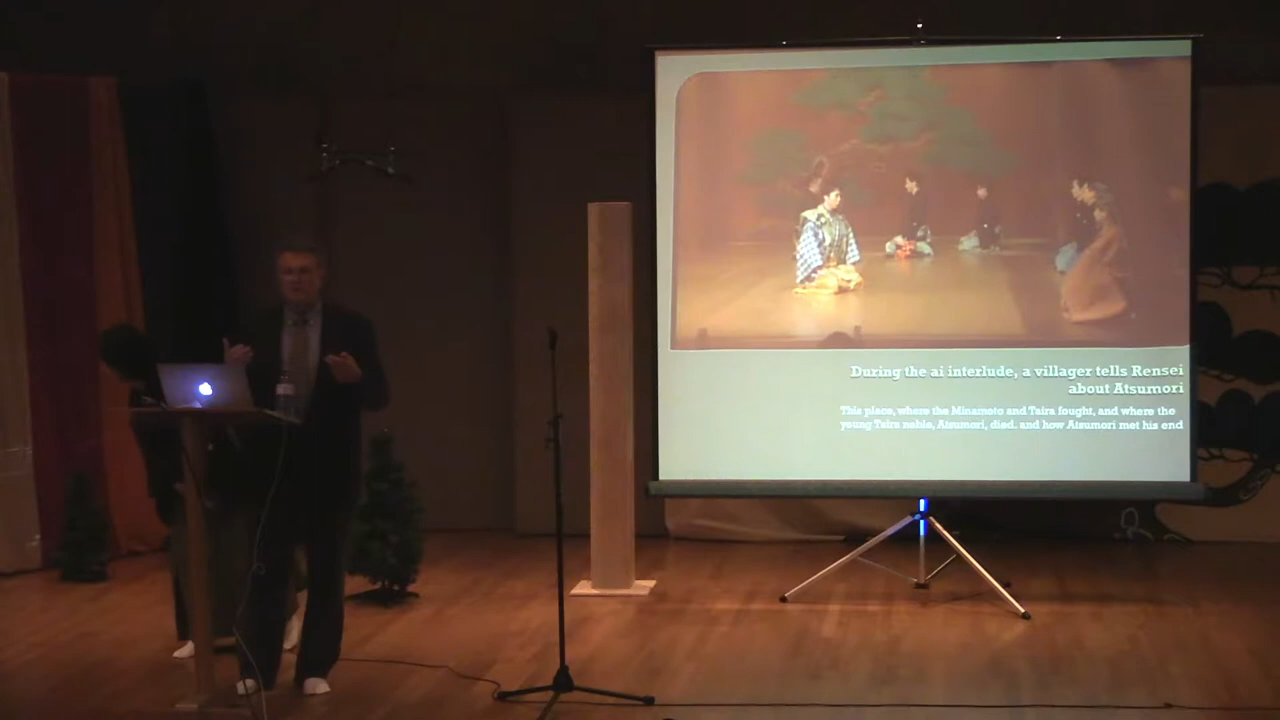 During the ai interlude, a villager tells Rensei
about Atsumori
This place, where the Minamoto and Taira fought, and where the
young Taira noble, Atsumori, died. and how Atsumori met his end